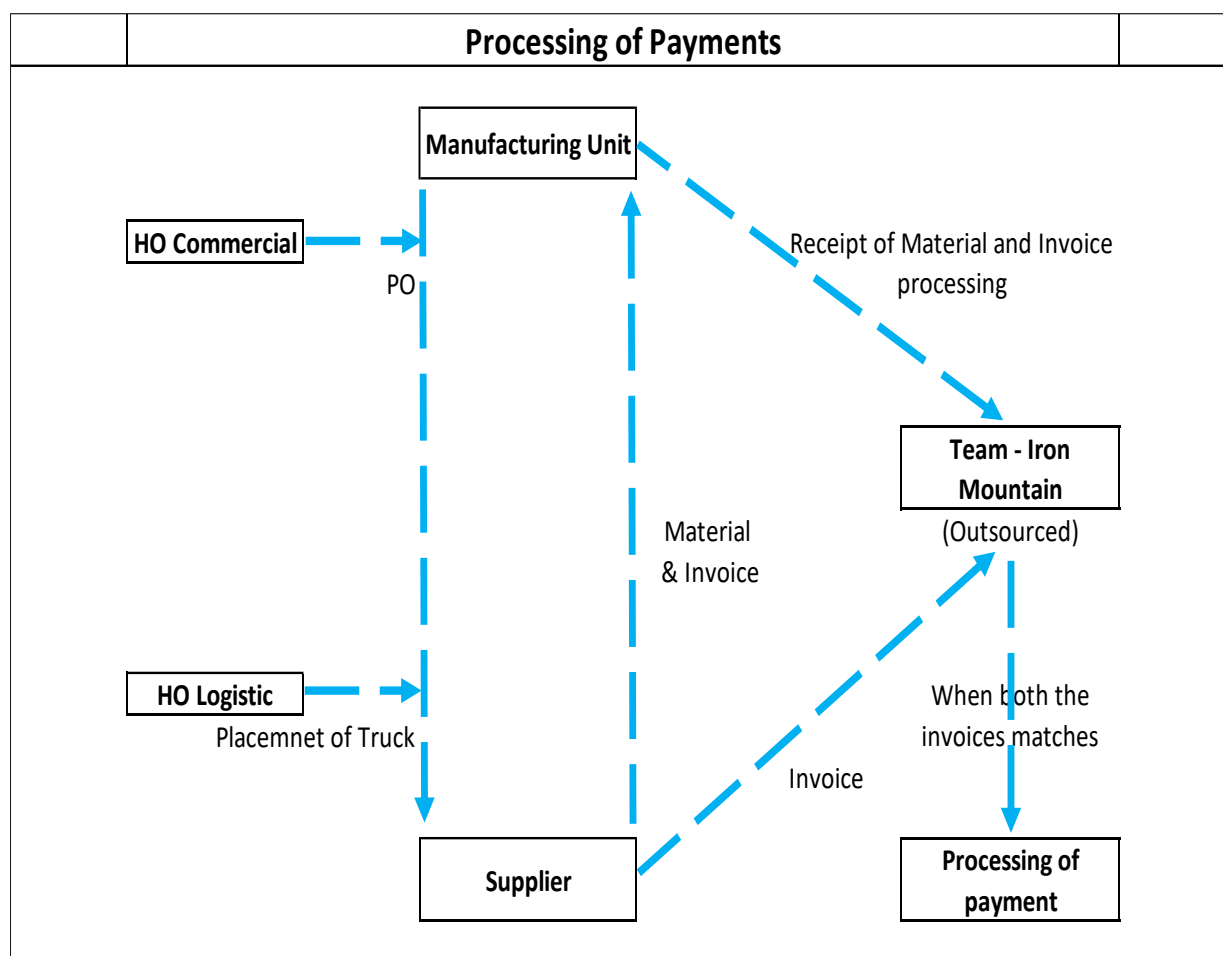 Processing of Payments
Manufacturing Unit
HO Commercial
PO
Receipt of Material and Invoice
processing
Team - Iron
Mountain
(Outsourced)
Material
& Invoice
HO Logistic
Placemnet of Truck
When both the
invoices matches
Invoice
Supplier
Processing of
payment